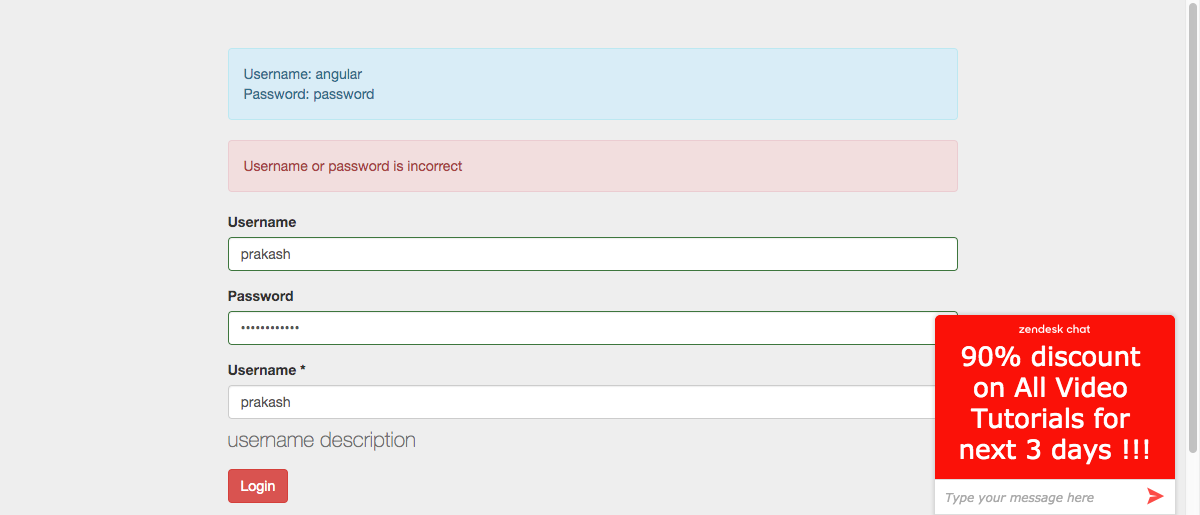 Username: angular
Password: password
Username or password is incorrect
Username
prakash
Password
••••••••••••
Username *
prakash
username description
Login
zendesk chat
90% discount
on All Video
Tutorials for
next 3 days !!!
Type your message here